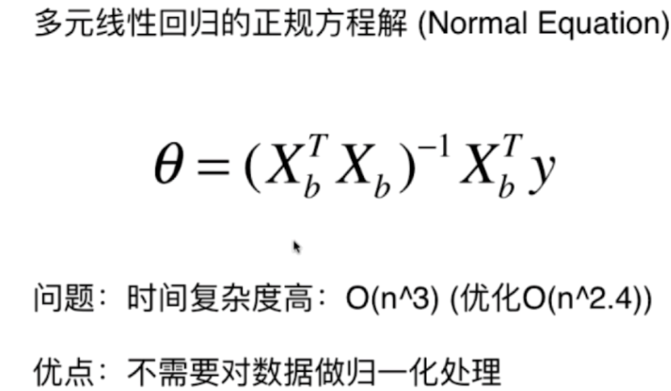 多元线性回归的正规方程解 (Normal Equation)
θ = (X_b^T X_b)^{-1} X_b^T y
问题：时间复杂度高：O(n^3) (优化O(n^2.4))
优点：不需要对数据做归一化处理